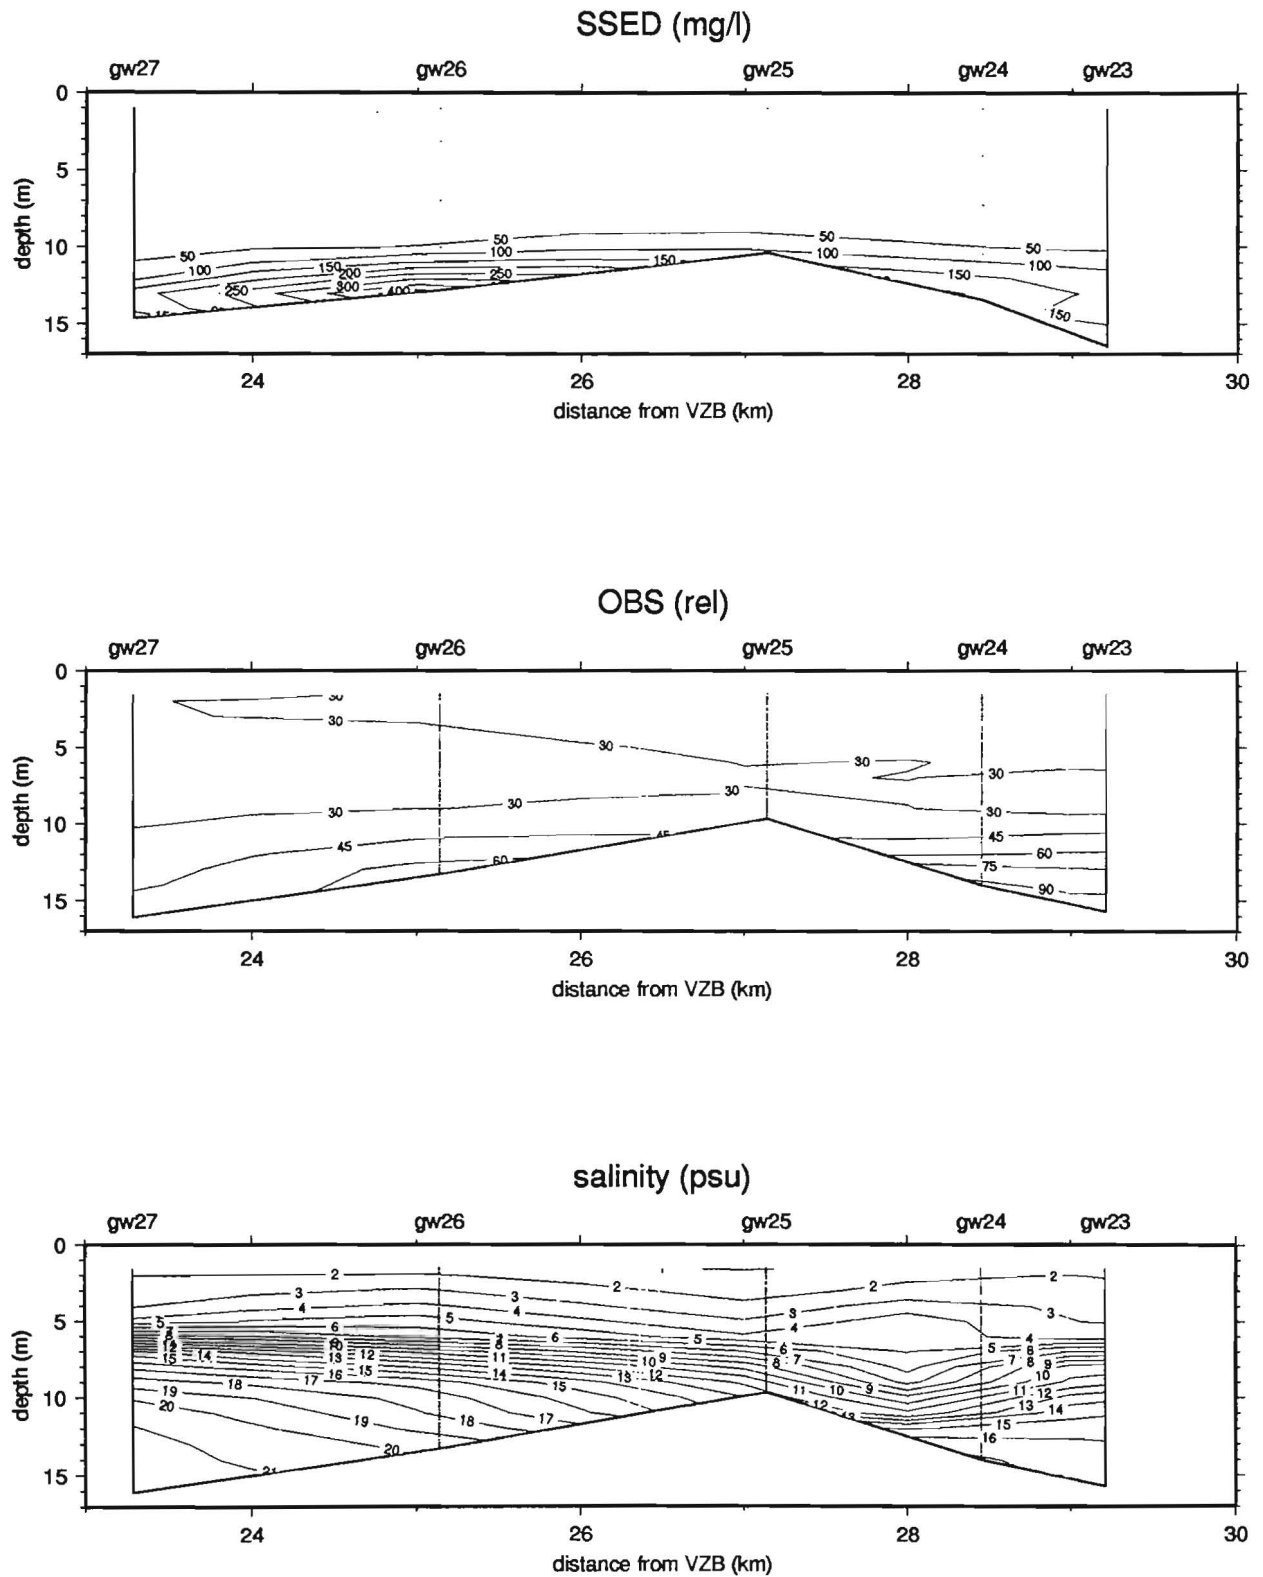 SSED (mg/l)
gw27 gw26 gw25 gw24 gw23
0
5
10
15
depth (m)
50 50 50 50
100 100 100 100
150 150 150 150
200
250 250
300 400
24 26 28 30
distance from VZB (km)
OBS (rel)
gw27 gw26 gw25 gw24 gw23
0
5
10
15
depth (m)
30 30 30 30
30 30 30 30
45 45 45
60 60
75
90
24 26 28 30
distance from VZB (km)
salinity (psu)
gw27 gw26 gw25 gw24 gw23
0
5
10
15
depth (m)
2 2 2 2
3 3 3 3
4 4 4 4
5 5 5 5
6 6 6
7 7 8 8
9 9 9 10 10 10
11 11 11 12 12 12
13 13 14 14 14
15 15 15 15
16 16
17 17
18 18
19 19
20 20
24 26 28 30
distance from VZB (km)